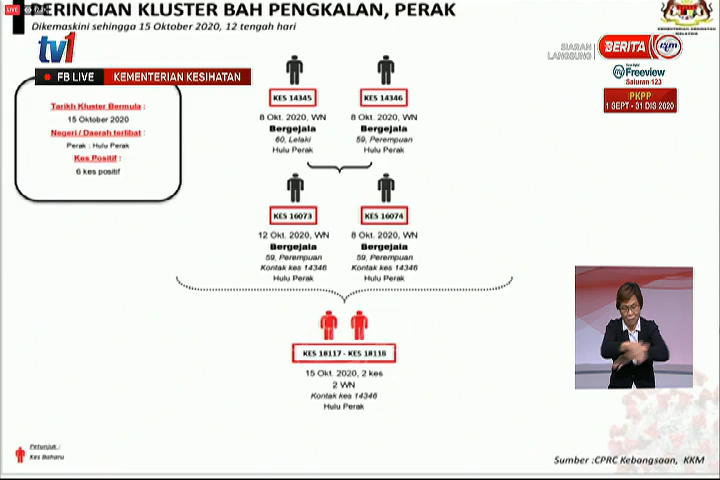 LIVE
PERINCIAN KLUSTER BAH PENGKALAN, PERAK
Dikemaskini sehingga 15 Oktober 2020, 12 tengah hari
tv1
FB LIVE
KEMENTERIAN KESIHATAN
SIARAN
LANGSUNG
BERITA
rtm
KEMENTERIAN KESIHATAN
MALAYSIA
my Freeview
Saluran 123
PKPP
1 SEPT - 31 DIS 2020
Tarikh Kluster Bermula :
15 Oktober 2020
Negeri / Daerah terlibat :
Perak : Hulu Perak
Kes Positif :
6 kes positif
KES 14345
8 Okt. 2020, WN
Bergejala
60, Lelaki
Hulu Perak
KES 14346
8 Okt. 2020, WN
Bergejala
59, Perempuan
Hulu Perak
KES 16073
12 Okt. 2020, WN
Bergejala
59, Perempuan
Kontak kes 14346
Hulu Perak
KES 16074
8 Okt. 2020, WN
Bergejala
59, Perempuan
Kontak kes 14346
Hulu Perak
KES 18117 - KES 18118
15 Okt. 2020, 2 kes
2 WN
Kontak kes 14346
Hulu Perak
Petunjuk :
Kes Baharu
Sumber :CPRC Kebangsaan, KKM